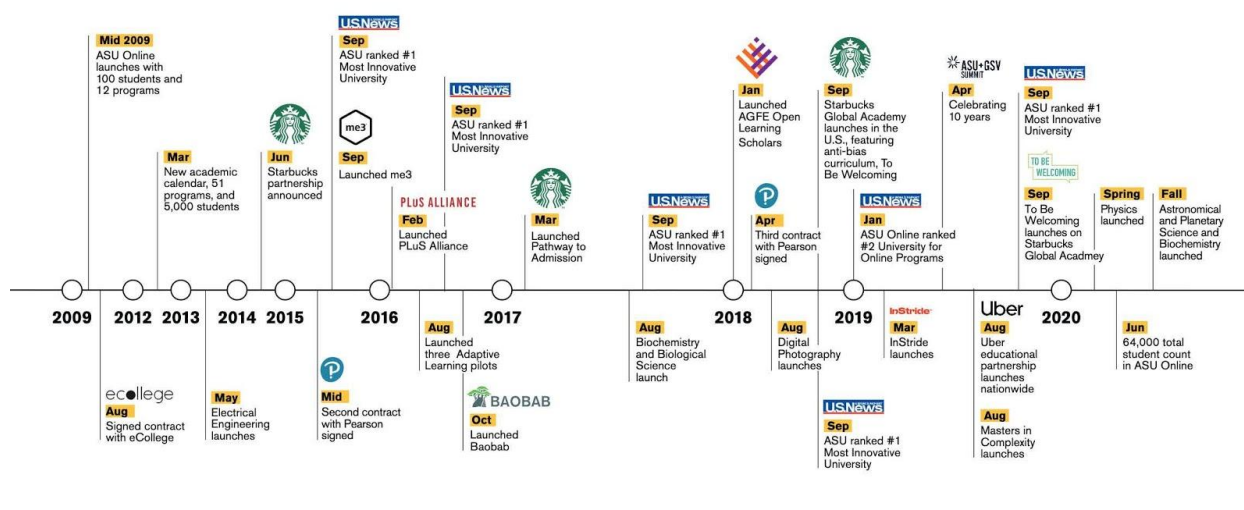 Mid 2009
ASU Online
launches with
100 students and
12 programs
Mar
New academic
calendar, 51
programs, and
5,000 students
Jun
Starbucks
partnership
announced
U.S.News
Sep
ASU ranked #1
Most Innovative
University
me3
Sep
Launched me3
PLuS ALLIANCE
Feb
Launched
PLuS Alliance
U.S.News
Sep
ASU ranked #1
Most Innovative
University
Mar
Launched
Pathway to
Admission
U.S.News
Sep
ASU ranked #1
Most Innovative
University
Jan
Launched
AGFE Open
Learning
Scholars
Apr
Third contract
with Pearson
signed
Sep
Starbucks
Global Academy
launches in the
U.S., featuring
anti-bias
curriculum, To
Be Welcoming
U.S.News
Jan
ASU Online ranked
#2 University for
Online Programs
ASU+GSV
SUMMIT
Apr
Celebrating
10 years
U.S.News
Sep
ASU ranked #1
Most Innovative
University
TO BE
WELCOMING
Sep
To Be
Welcoming
launches on
Starbucks
Global Acadmey
Spring
Physics
launched
Fall
Astronomical
and Planetary
Science and
Biochemistry
launched
2009 2012 2013 2014 2015 2016 2017 2018 2019 2020
ecollege
Aug
Signed contract
with eCollege
May
Electrical
Engineering
launches
Mid
Second contract
with Pearson
signed
Aug
Launched
three Adaptive
Learning pilots
BAOBAB
Oct
Launched
Baobab
Aug
Biochemistry
and Biological
Science
launch
Aug
Digital
Photography
launches
U.S.News
Sep
ASU ranked #1
Most Innovative
University
InStride
Mar
InStride
launches
Uber
Aug
Uber
educational
partnership
launches
nationwide
Aug
Masters in
Complexity
launches
Jun
64,000 total
student count
in ASU Online